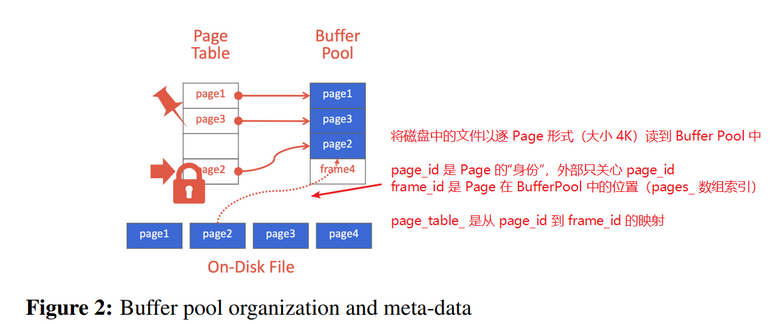 Page
Table
Buffer
Pool
page1
page3
page2
page1
page3
page2
frame4
将磁盘中的文件以逐 Page 形式（大小 4K）读到 Buffer Pool 中
page_id 是 Page 的“身份”，外部只关心 page_id
frame_id 是 Page 在 BufferPool 中的位置（pages_ 数组索引）
page_table_ 是从 page_id 到 frame_id 的映射
page1
page2
page3
page4
On-Disk File
Figure 2: Buffer pool organization and meta-data